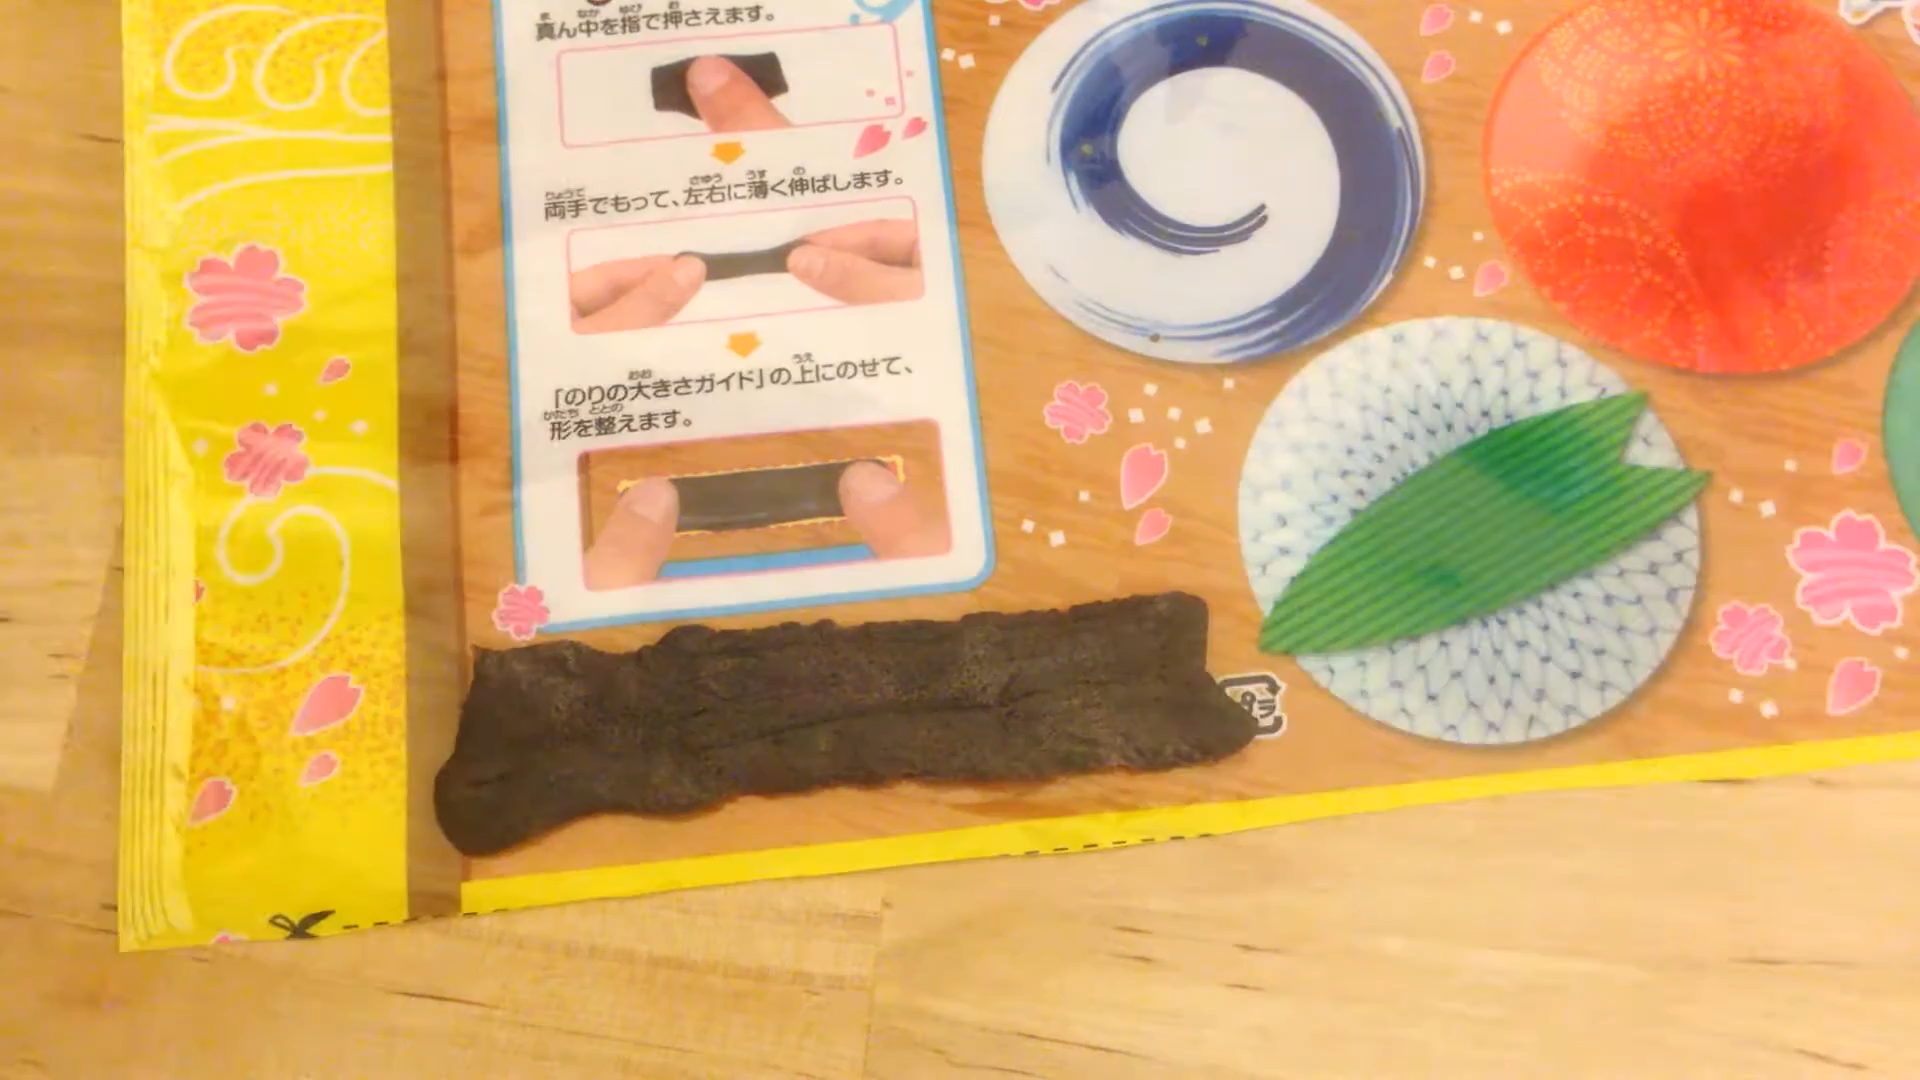 真ん中を指で押さえます。
両手でもって、左右に薄く伸ばします。
「のりの大きさガイド」の上にのせて、
形を整えます。
プラ